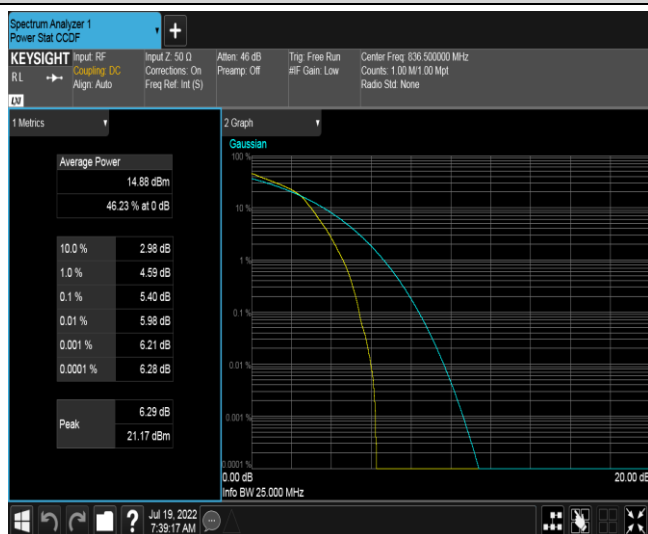 Spectrum Analyzer 1
Power Stat CCDF
+
KEYSIGHT
RL
LXI
Input: RF
Coupling: DC
Align: Auto
Input Z: 50 Ω
Corrections: On
Freq Ref: Int (S)
Atten: 46 dB
Preamp: Off
Trig: Free Run
#IF Gain: Low
Center Freq: 836.500000 MHz
Counts: 1.00 M/1.00 Mpt
Radio Std: None
1 Metrics
Average Power
14.88 dBm
46.23 % at 0 dB
10.0 % 2.98 dB
1.0 % 4.59 dB
0.1 % 5.40 dB
0.01 % 5.98 dB
0.001 % 6.21 dB
0.0001 % 6.28 dB
Peak
6.29 dB
21.17 dBm
2 Graph
Gaussian
100 %
10 %
1 %
0.1 %
0.01 %
0.001 %
0.0001 %
0.00 dB 20.00 dB
Info BW 25.000 MHz
?
Jul 19, 2022
7:39:17 AM